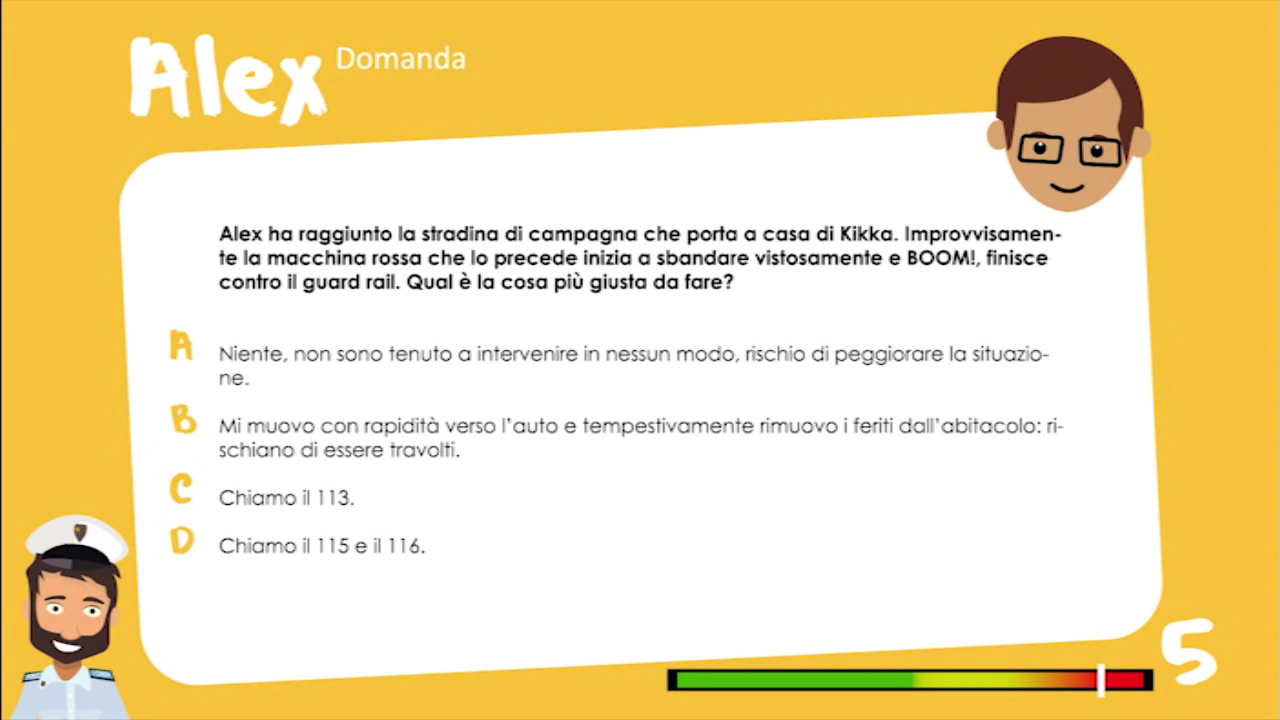 Alex Domanda
Alex ha raggiunto la stradina di campagna che porta a casa di Kikka. Improvvisamen-
te la macchina rossa che lo precede inizia a sbandare vistosamente e BOOM!, finisce
contro il guard rail. Qual è la cosa più giusta da fare?
A Niente, non sono tenuto a intervenire in nessun modo, rischio di peggiorare la situazio-
ne.
B Mi muovo con rapidità verso l'auto e tempestivamente rimuovo i feriti dall'abitacolo: ri-
schiano di essere travolti.
C Chiamo il 113.
D Chiamo il 115 e il 116.
5